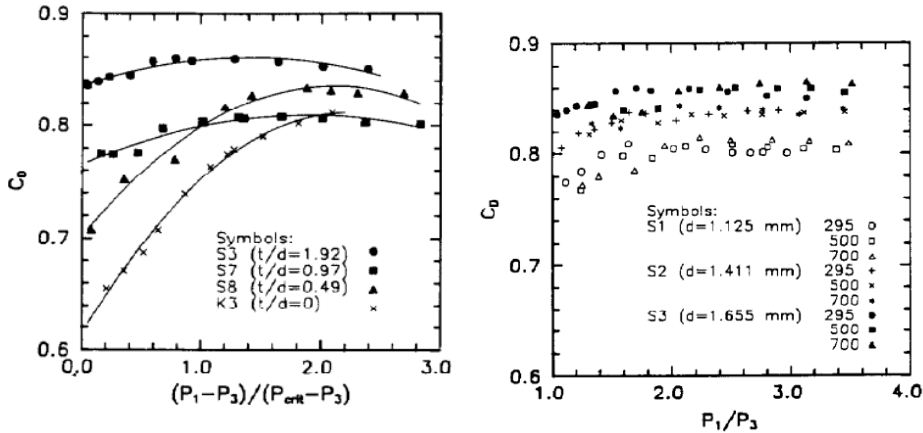 0.9
0.8
C_D
0.7
0.6
Symbols:
S3 (t/d=1.92)
S7 (t/d=0.97)
S8 (t/d=0.49)
K3 (t/d=0)
0.0 1.0 2.0 3.0
(P₁-P₃)/(P_crit-P₃)
0.9
0.8
C_D
0.7
0.6
Symbols:
S1 (d=1.125 mm) 295
500
700
S2 (d=1.411 mm) 295
500
700
S3 (d=1.655 mm) 295
500
700
1.0 2.0 3.0 4.0
P₁/P₃